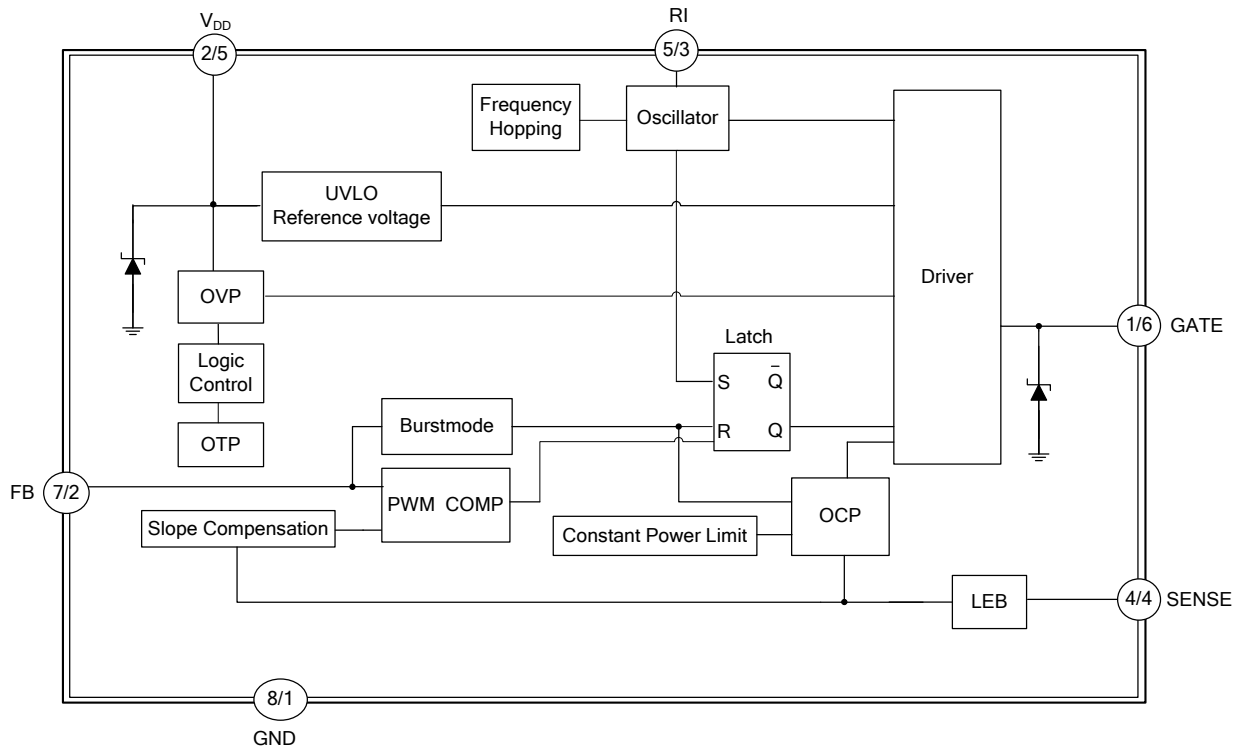 VDD
2/5
RI
5/3
Frequency
Hopping
Oscillator
UVLO
Reference voltage
Driver
OVP
1/6
GATE
Latch
Logic
Control
S
Q̄
Burstmode
R
Q
OTP
FB
7/2
PWM COMP
OCP
Slope Compensation
Constant Power Limit
LEB
4/4
SENSE
8/1
GND